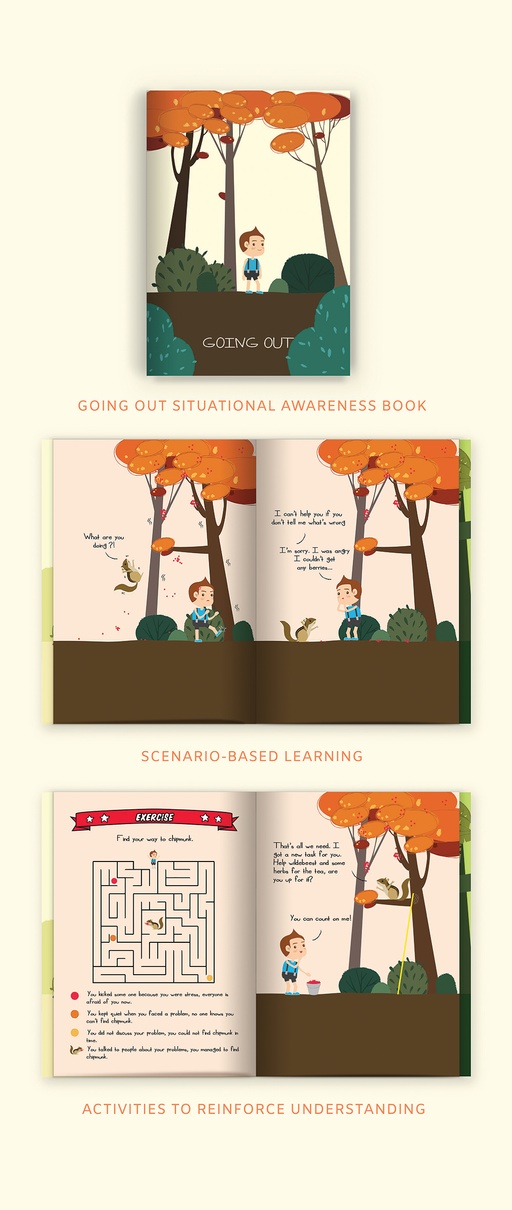 GOING OUT
GOING OUT SITUATIONAL AWARENESS BOOK
What are you
doing ?!
I can't help you if you
don't tell me what's wrong
I'm sorry. I was angry
I couldn't get
any berries...
SCENARIO-BASED LEARNING
EXERCISE
Find your way to chipmunk.
You kicked some one because you were stress, everyone is
afraid of you now.
You kept quiet when you faced a problem, no one knows you
can't find chipmunk.
You did not discuss your problem, you could not find chipmunk in
time.
You talked to people about your problems, you managed to find
chipmunk.
That's all we need. I
got a new task for you.
Help wildebeest and some
herbs for the tea, are
you up for it?
You can count on me!
ACTIVITIES TO REINFORCE UNDERSTANDING